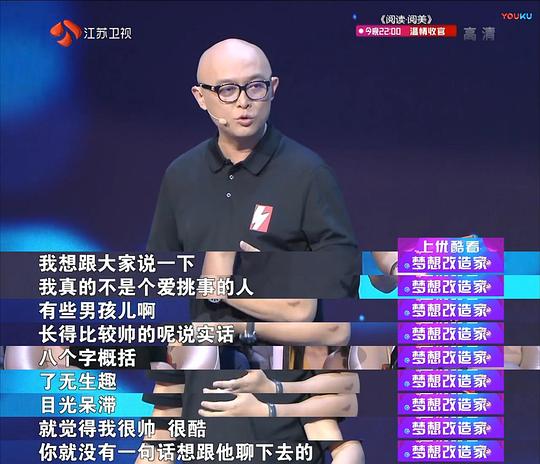 江苏卫视
YOUKU
《阅读·阅美》
今晚22:00 温情收官
高清
上优酷看
我想跟大家说一下
梦想改造家
我真的不是个爱挑事的人
梦想改造家
有些男孩儿啊
梦想改造家
长得比较帅的呢说实话
梦想改造家
八个字概括
梦想改造家
了无生趣
梦想改造家
目光呆滞
梦想改造家
就觉得我很帅 很酷
梦想改造家
你就没有一句话想跟他聊下去的
梦想改造家